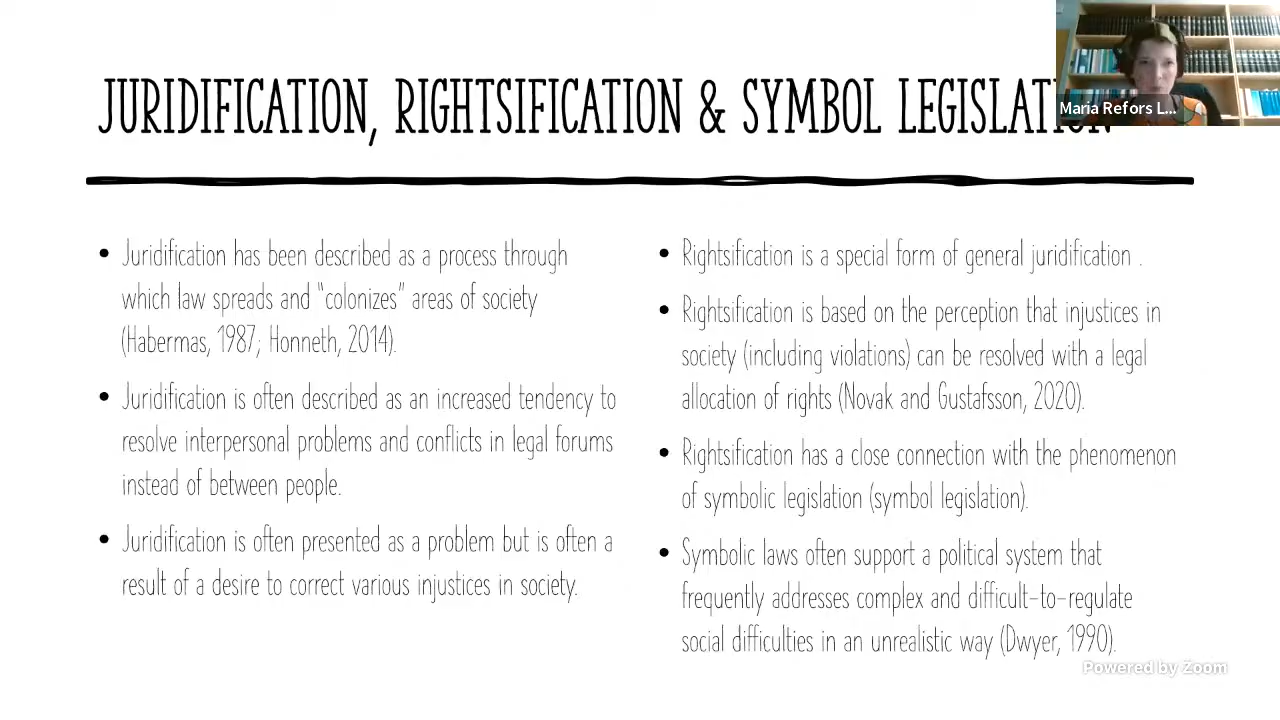 JURIDIFICATION, RIGHTSIFICATION & SYMBOL LEGISLATION
Maria Refors L...
• Juridification has been described as a process through
which law spreads and "colonizes" areas of society
(Habermas, 1987; Honneth, 2014).
• Juridification is often described as an increased tendency to
resolve interpersonal problems and conflicts in legal forums
instead of between people.
• Juridification is often presented as a problem but is often a
result of a desire to correct various injustices in society.
• Rightsification is a special form of general juridification .
• Rightsification is based on the perception that injustices in
society (including violations) can be resolved with a legal
allocation of rights (Novak and Gustafsson, 2020).
• Rightsification has a close connection with the phenomenon
of symbolic legislation (symbol legislation).
• Symbolic laws often support a political system that
frequently addresses complex and difficult-to-regulate
social difficulties in an unrealistic way (Dwyer, 1990).
Powered by Zoom